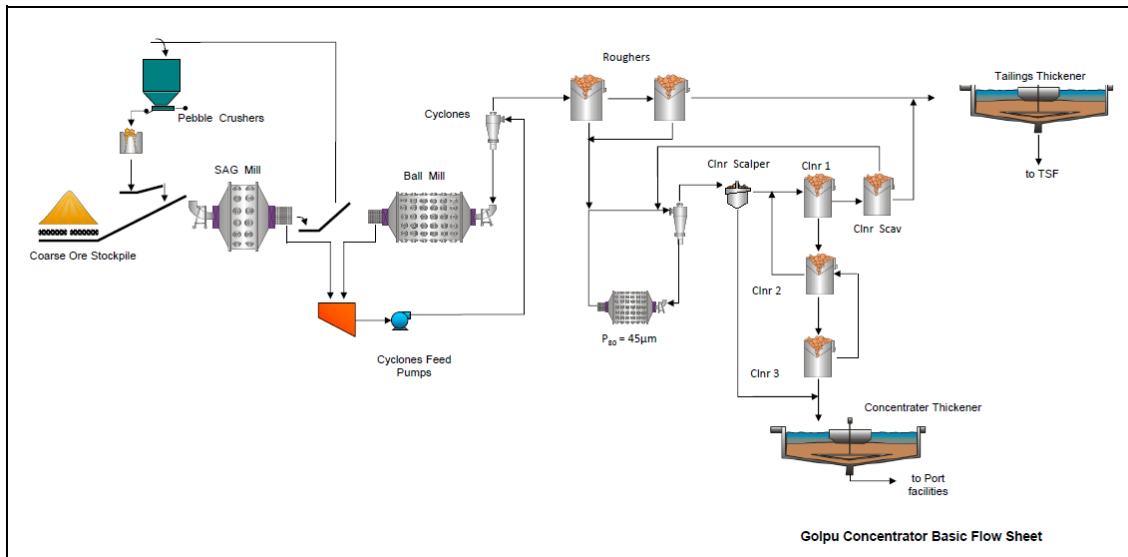 Roughers
Tailings Thickener
Pebble Crushers
Cyclones
SAG Mill
Ball Mill
Clnr Scalper
Clnr 1
to TSF
Clnr Scav
Coarse Ore Stockpile
Clnr 2
P80 = 45µm
Cyclones Feed
Pumps
Clnr 3
Concentrater Thickener
to Port
facilities
Golpu Concentrator Basic Flow Sheet